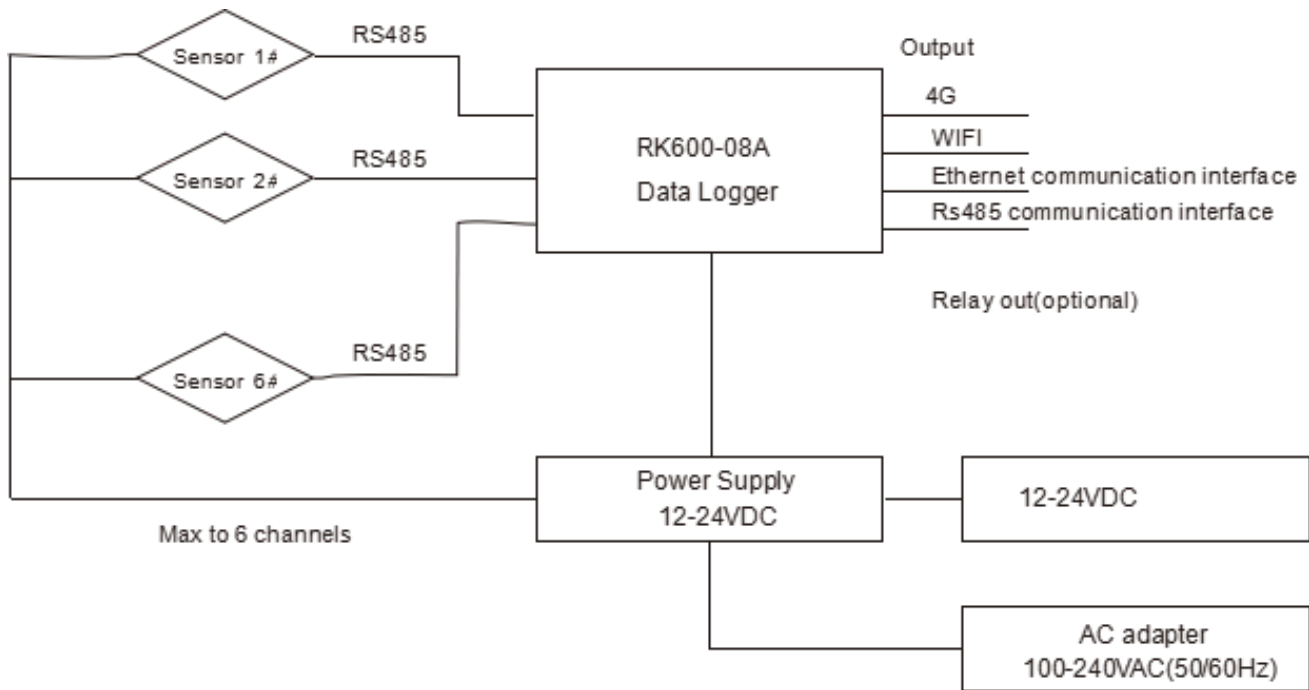 Sensor 1#
RS485
Output
4G
RK600-08A
WIFI
Sensor 2#
RS485
Data Logger
Ethernet communication interface
Rs485 communication interface
Relay out(optional)
Sensor 6#
RS485
Power Supply
12-24VDC
12-24VDC
Max to 6 channels
AC adapter
100-240VAC(50/60Hz)